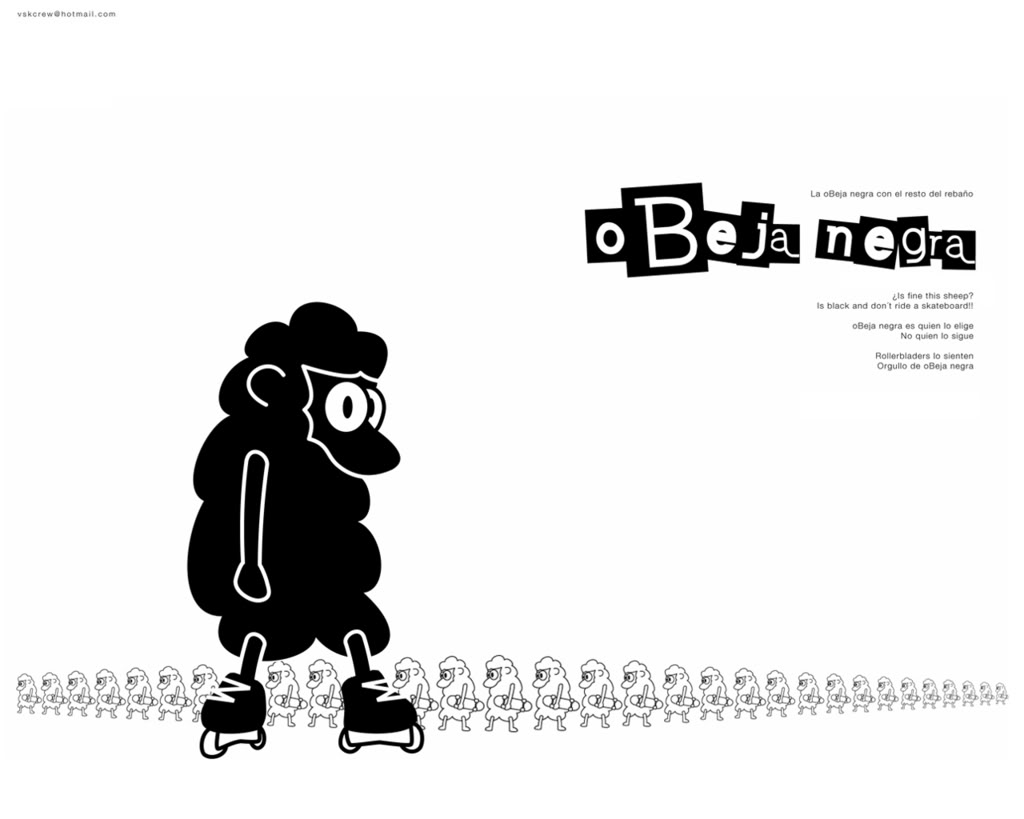 vskcrew@hotmail.com
La oBeja negra con el resto del rebaño
oBeja negra
¿Is fine this sheep?
Is black and don´t ride a skateboard!!
oBeja negra es quien lo elige
No quien lo sigue
Rollerbladers lo sienten
Orgullo de oBeja negra